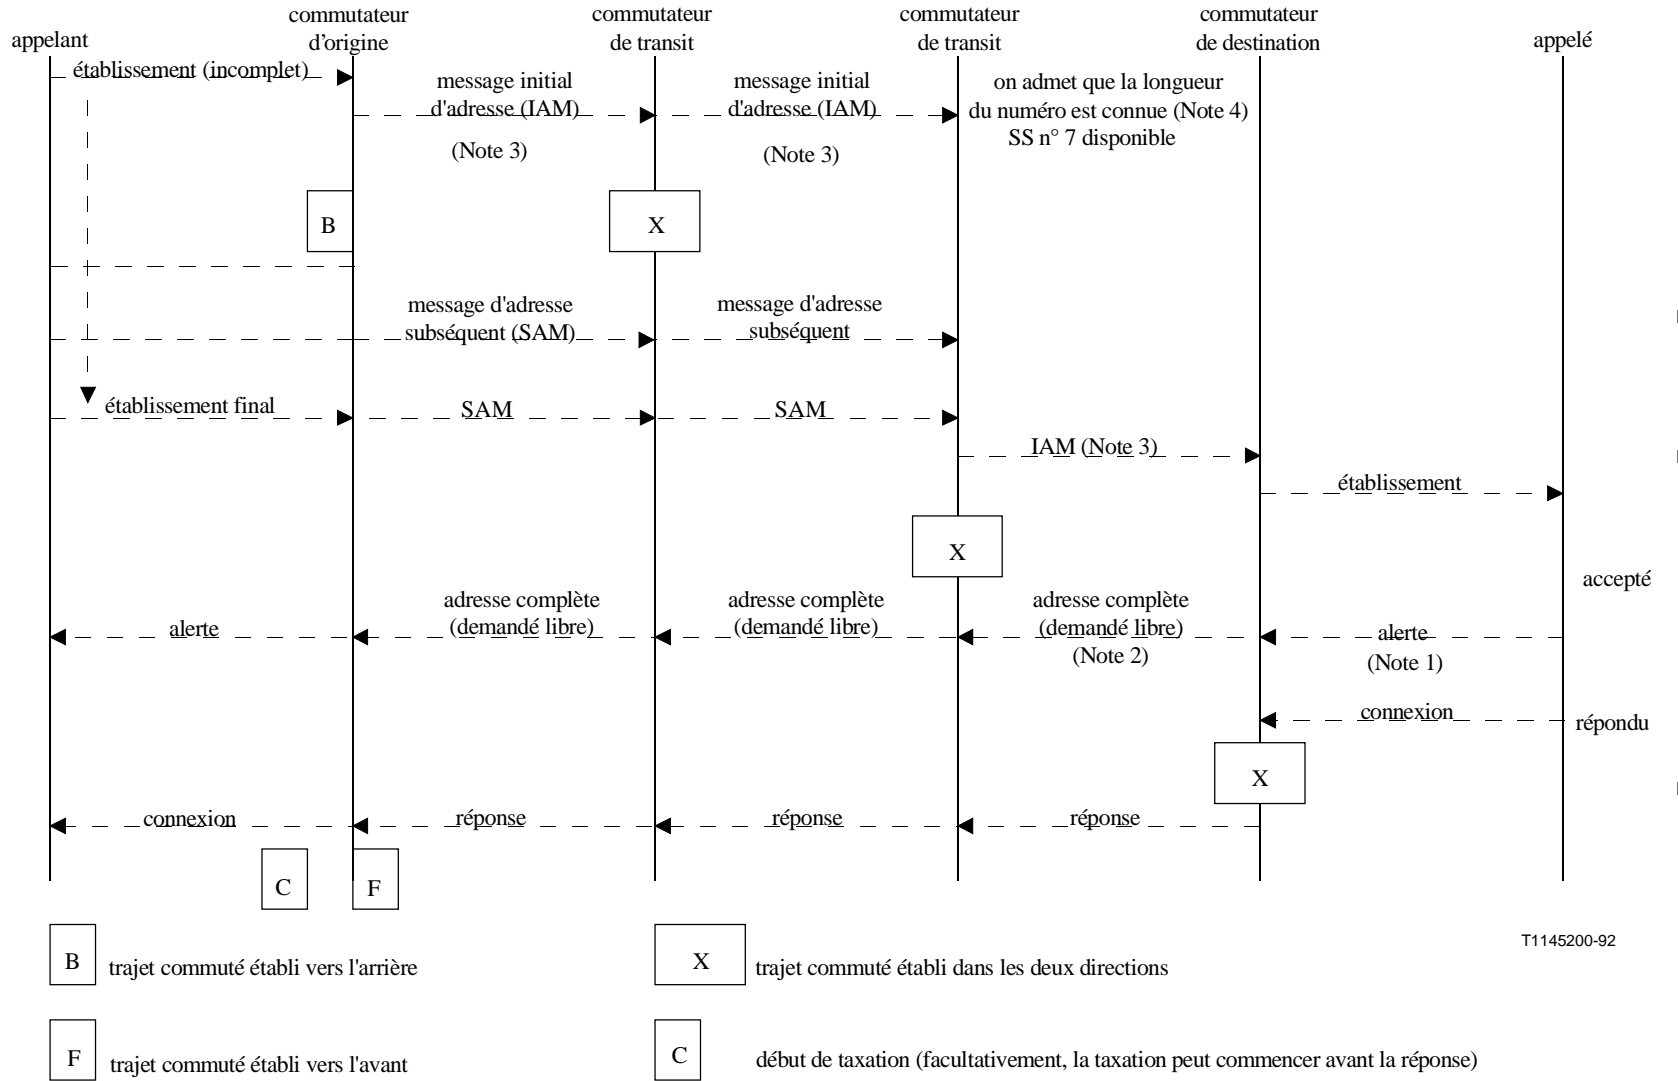 appelant
commutateur
d'origine
commutateur
de transit
commutateur
de transit
commutateur
de destination
appelé
établissement (incomplet)
message initial
d'adrese (IAM)
(Note 3)
message initial
d'adrese (IAM)
(Note 3)
on admet que la longueur
du numéro est connue (Note 4)
SS n° 7 disponible
B
X
message d'adresse
subséquent (SAM)
message d'adresse
subséquent
établissement final
SAM
SAM
IAM (Note 3)
établissement
X
accepté
alerte
adresse complète
(demandé libre)
adresse complète
(demandé libre)
adresse complète
(demandé libre)
(Note 2)
alerte
(Note 1)
connexion
répondu
X
connexion
réponse
réponse
réponse
C
F
B
trajet commuté établi vers l'arrière
X
trajet commuté établi dans les deux directions
T1145200-92
F
trajet commuté établi vers l'avant
C
début de taxation (facultativement, la taxation peut commencer avant la réponse)